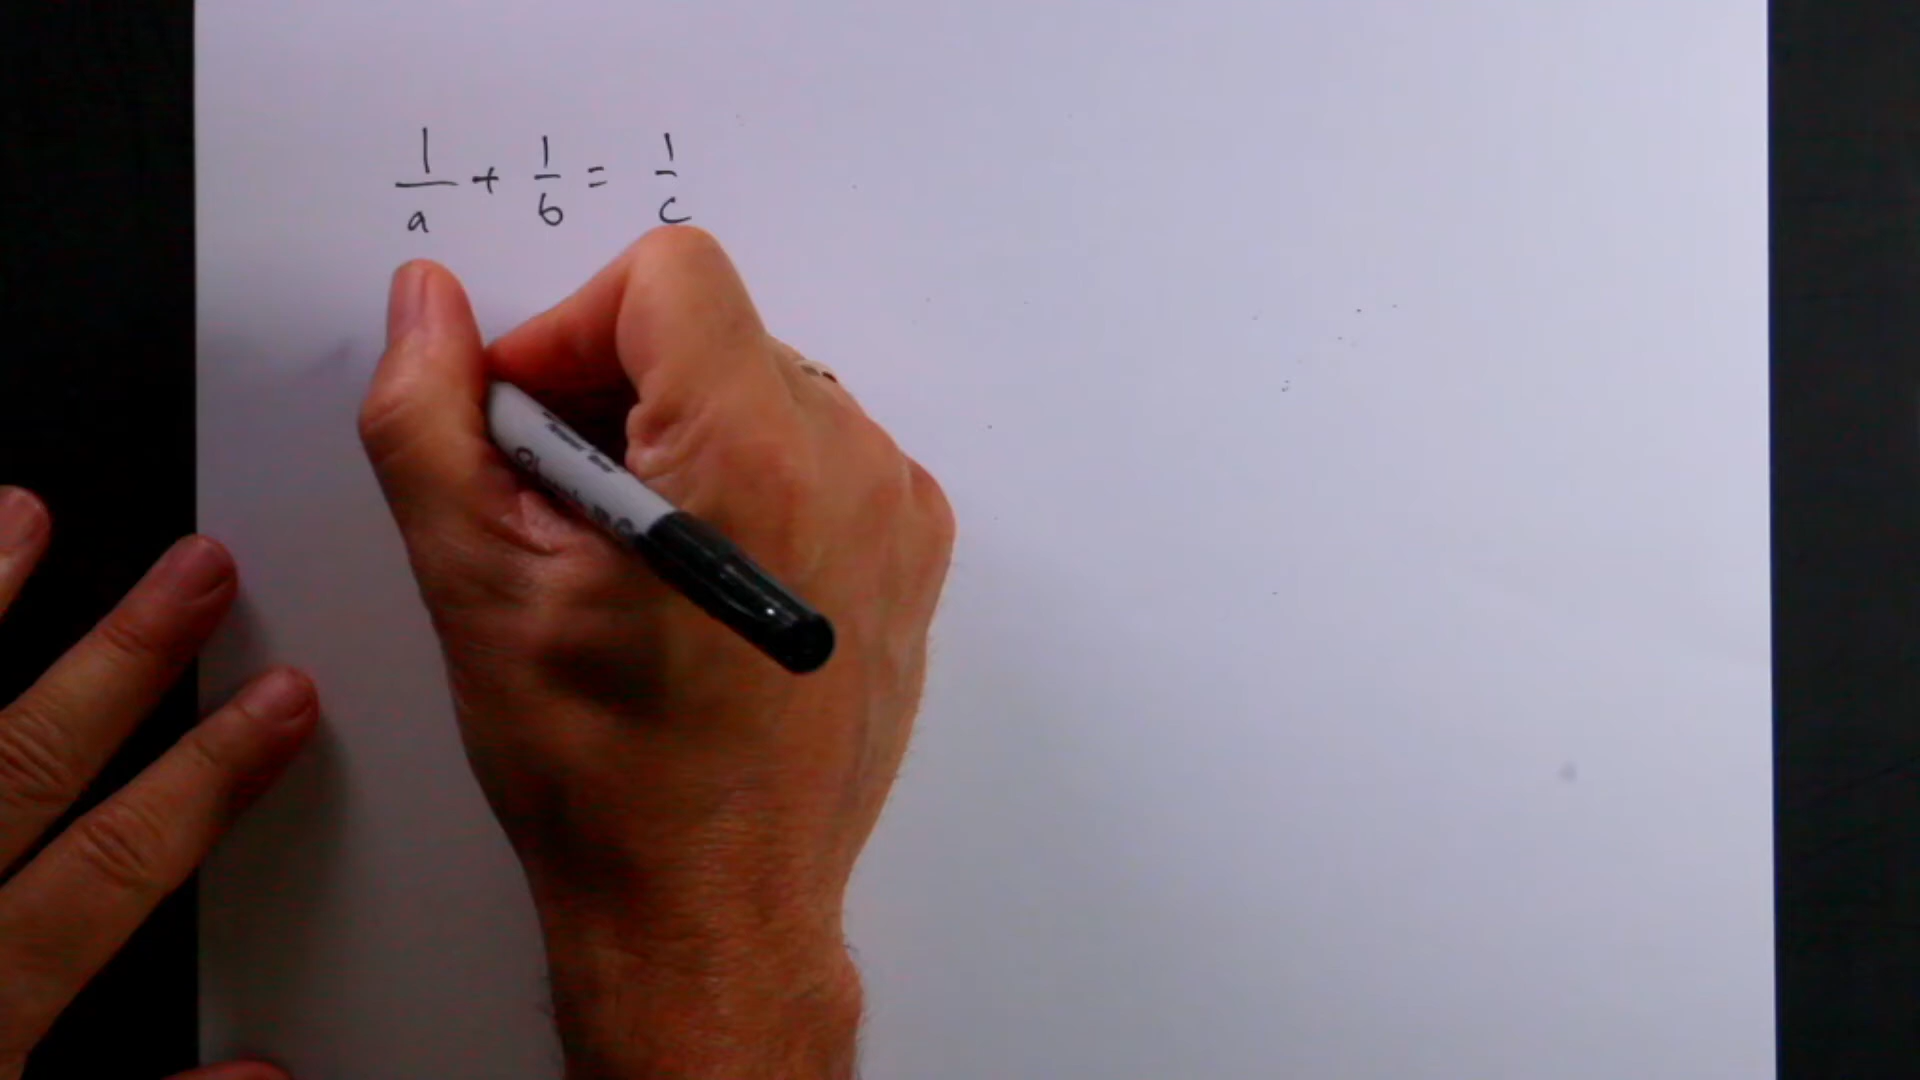 1/a + 1/b = 1/c